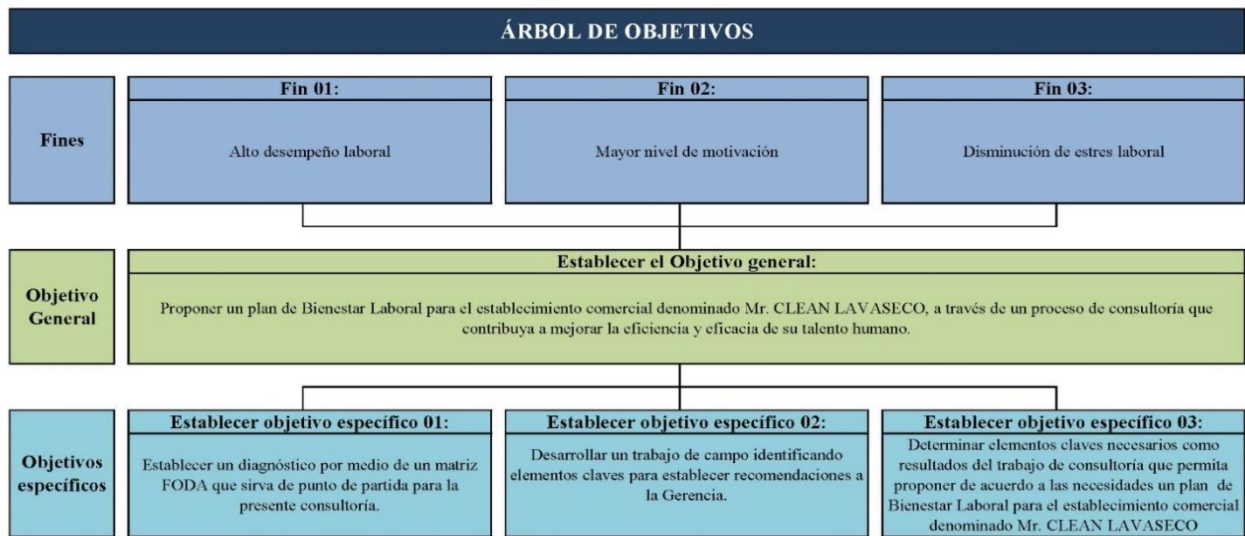 ÁRBOL DE OBJETIVOS
Fines
Fin 01:
Alto desempeño laboral
Fin 02:
Mayor nivel de motivación
Fin 03:
Disminución de estres laboral
Objetivo
General
Establecer el Objetivo general:
Proponer un plan de Bienestar Laboral para el establecimiento comercial denominado Mr. CLEAN LAVASECO, a través de un proceso de consultoría que
contribuya a mejorar la eficiencia y eficacia de su talento humano.
Objetivos
específicos
Establecer objetivo específico 01:
Establecer un diagnóstico por medio de un matriz
FODA que sirva de punto de partida para la
presente consultoría.
Establecer objetivo específico 02:
Desarrollar un trabajo de campo identificando
elementos claves para establecer recomendaciones a
la Gerencia.
Establecer objetivo específico 03:
Determinar elementos claves necesarios como
resultados del trabajo de consultoría que permita
proponer de acuerdo a las necesidades un plan de
Bienestar Laboral para el establecimiento comercial
denominado Mr. CLEAN LAVASECO